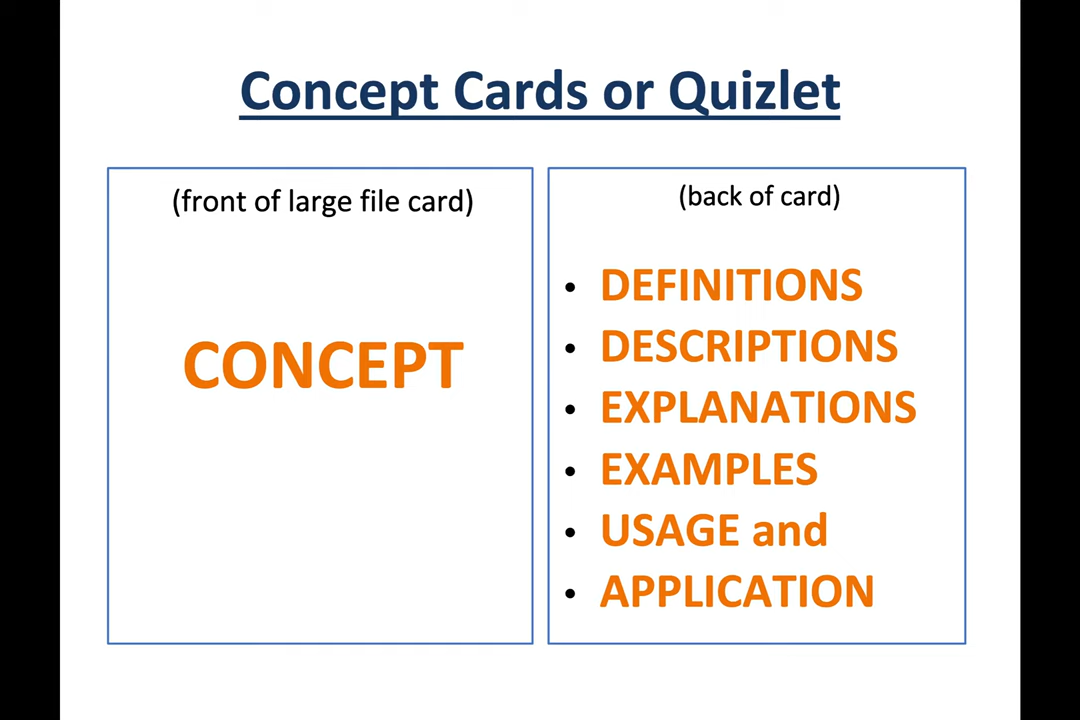 Concept Cards or Quizlet
(front of large file card)
CONCEPT
(back of card)
• DEFINITIONS
• DESCRIPTIONS
• EXPLANATIONS
• EXAMPLES
• USAGE and
• APPLICATION